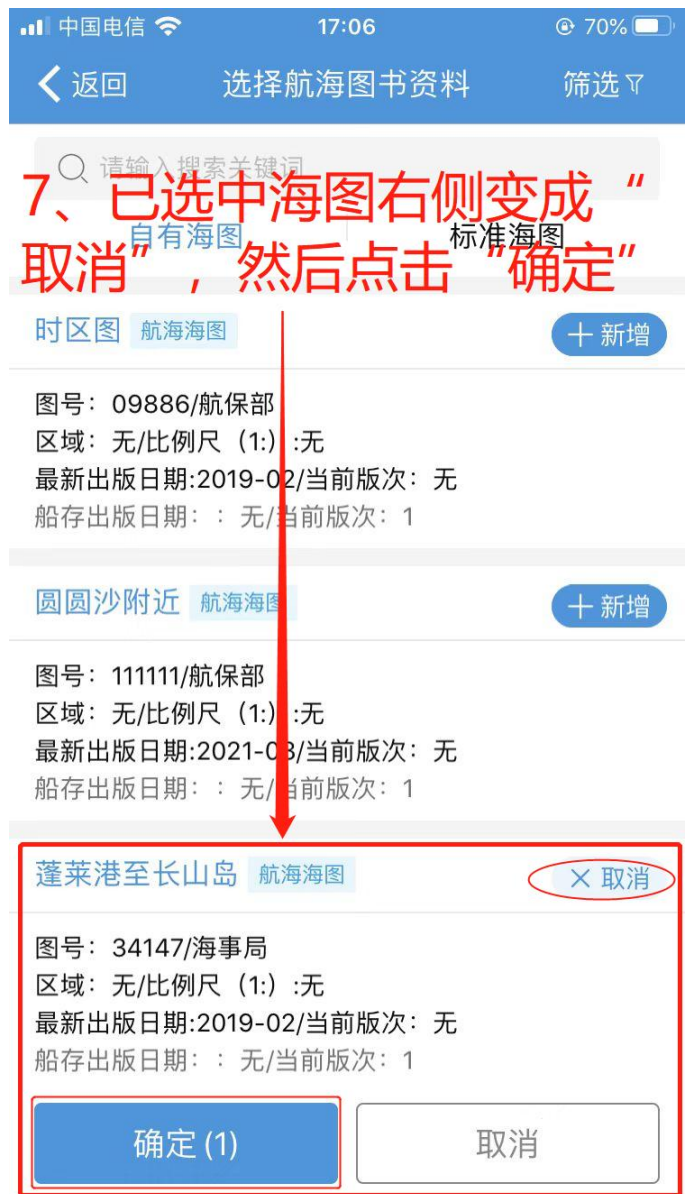 中国电信 17:06 70%
返回 选择航海图书资料 筛选
请输入搜索关键词
7、已选中海图右侧变成“
取消”，然后点击“确定”
自有海图 标准海图
时区图 航海海图 新增
图号：09886/航保部
区域：无/比例尺（1:）:无
最新出版日期:2019-02/当前版次：无
船存出版日期：：无/当前版次：1
圆圆沙附近 航海海图 新增
图号：111111/航保部
区域：无/比例尺（1:）:无
最新出版日期:2021-03/当前版次：无
船存出版日期：：无/当前版次：1
蓬莱港至长山岛 航海海图 × 取消
图号：34147/海事局
区域：无/比例尺（1:）:无
最新出版日期:2019-02/当前版次：无
船存出版日期：：无/当前版次：1
确定(1) 取消